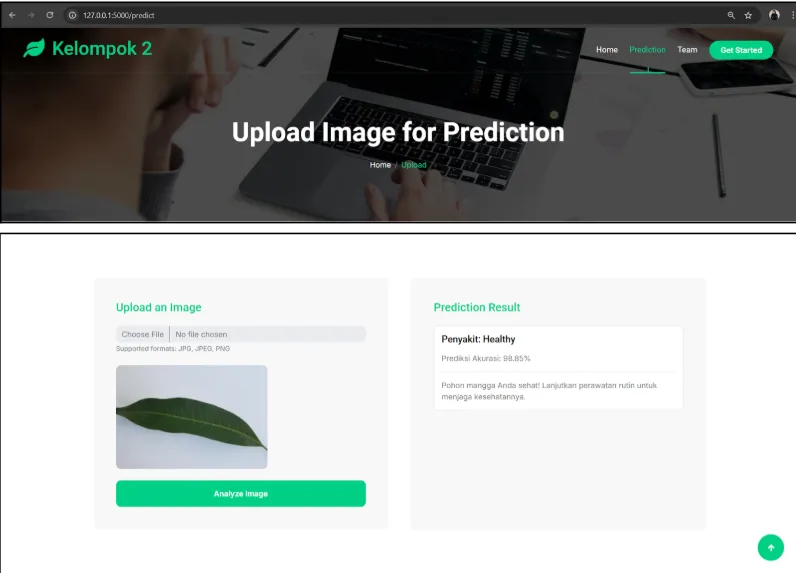 127.0.0.1:5000/predict
Kelompok 2
Home Prediction Team Get Started
Upload Image for Prediction
Home / Upload
Upload an Image
Choose File No file chosen
Supported formats: JPG, JPEG, PNG
Analyze Image
Prediction Result
Penyakit: Healthy
Prediksi Akurasi: 98.85%
Pohon mangga Anda sehat! Lanjutkan perawatan rutin untuk
menjaga kesehatannya.